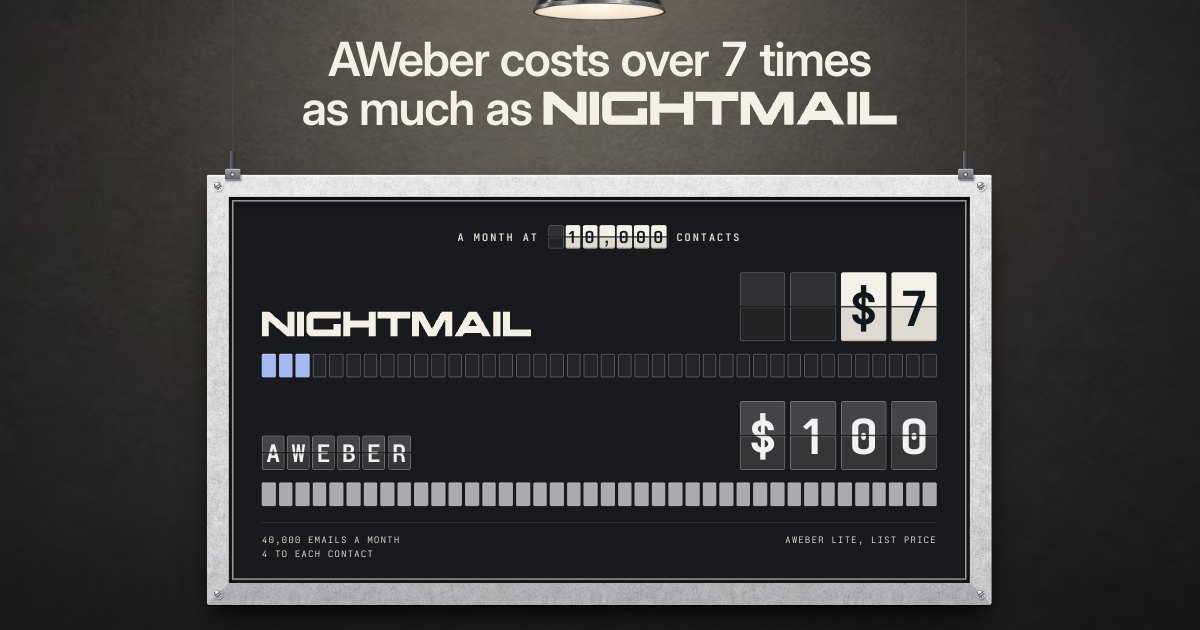 AWeber costs over 7 times
as much as NIGHTMAIL
A MONTH AT 10,000 CONTACTS
NIGHTMAIL $7
AWEBER $100
40,000 EMAILS A MONTH
4 TO EACH CONTACT
AWEBER LITE, LIST PRICE